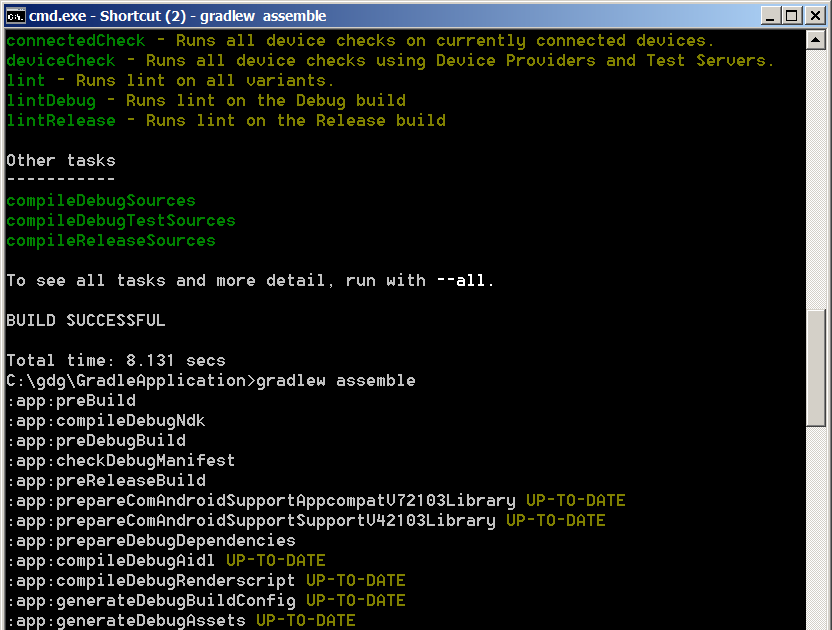 cmd.exe - Shortcut (2) - gradlew  assemble
connectedCheck - Runs all device checks on currently connected devices.
deviceCheck - Runs all device checks using Device Providers and Test Servers.
lint - Runs lint on all variants.
lintDebug - Runs lint on the Debug build
lintRelease - Runs lint on the Release build
Other tasks
-----------
compileDebugSources
compileDebugTestSources
compileReleaseSources
To see all tasks and more detail, run with --all.
BUILD SUCCESSFUL
Total time: 8.131 secs
C:\gdg\GradleApplication>gradlew assemble
:app:preBuild
:app:compileDebugNdk
:app:preDebugBuild
:app:checkDebugManifest
:app:preReleaseBuild
:app:prepareComAndroidSupportAppcompatV72103Library UP-TO-DATE
:app:prepareComAndroidSupportSupportV42103Library UP-TO-DATE
:app:prepareDebugDependencies
:app:compileDebugAidl UP-TO-DATE
:app:compileDebugRenderscript UP-TO-DATE
:app:generateDebugBuildConfig UP-TO-DATE
:app:generateDebugAssets UP-TO-DATE